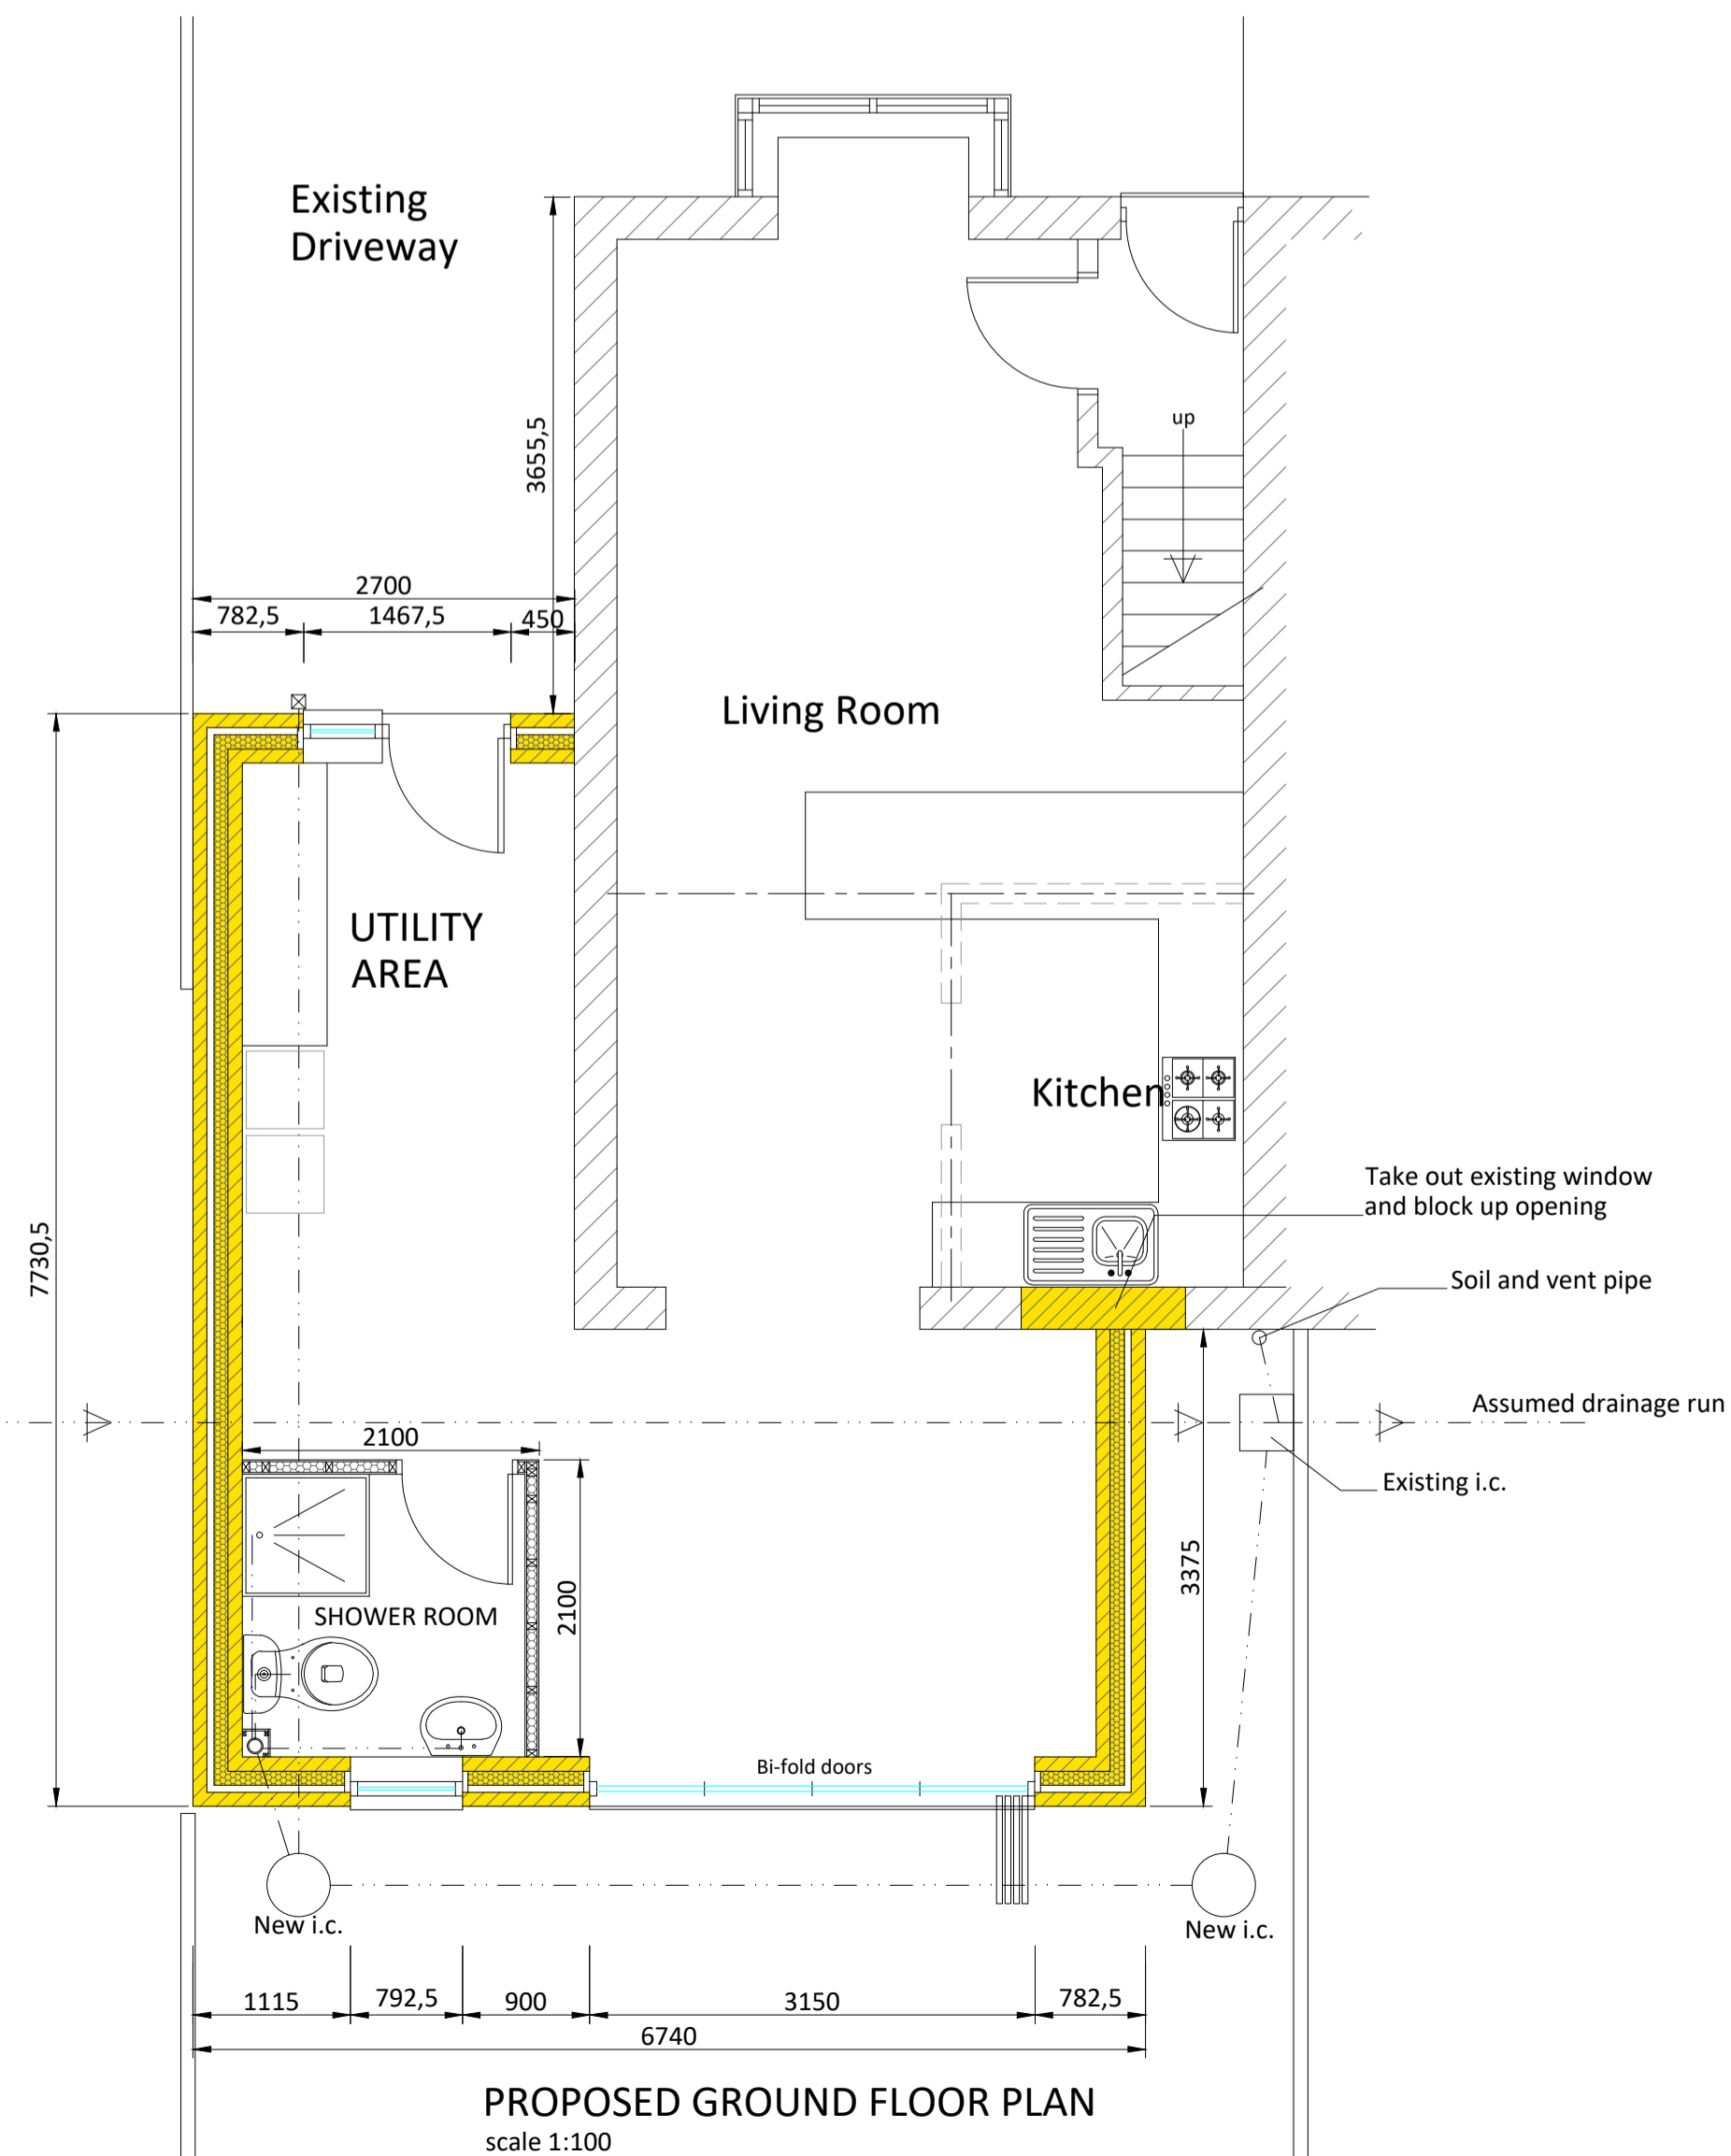 Existing
Driveway
3655,5
up
2700
782,5
1467,5
450
Living Room
UTILITY
AREA
Kitchen
Take out existing window
and block up opening
Soil and vent pipe
7730,5
Assumed drainage run
2100
Existing i.c.
3375
2100
SHOWER ROOM
Bi-fold doors
New i.c.
New i.c.
1115
792,5
900
3150
782,5
6740
PROPOSED GROUND FLOOR PLAN
scale 1:100